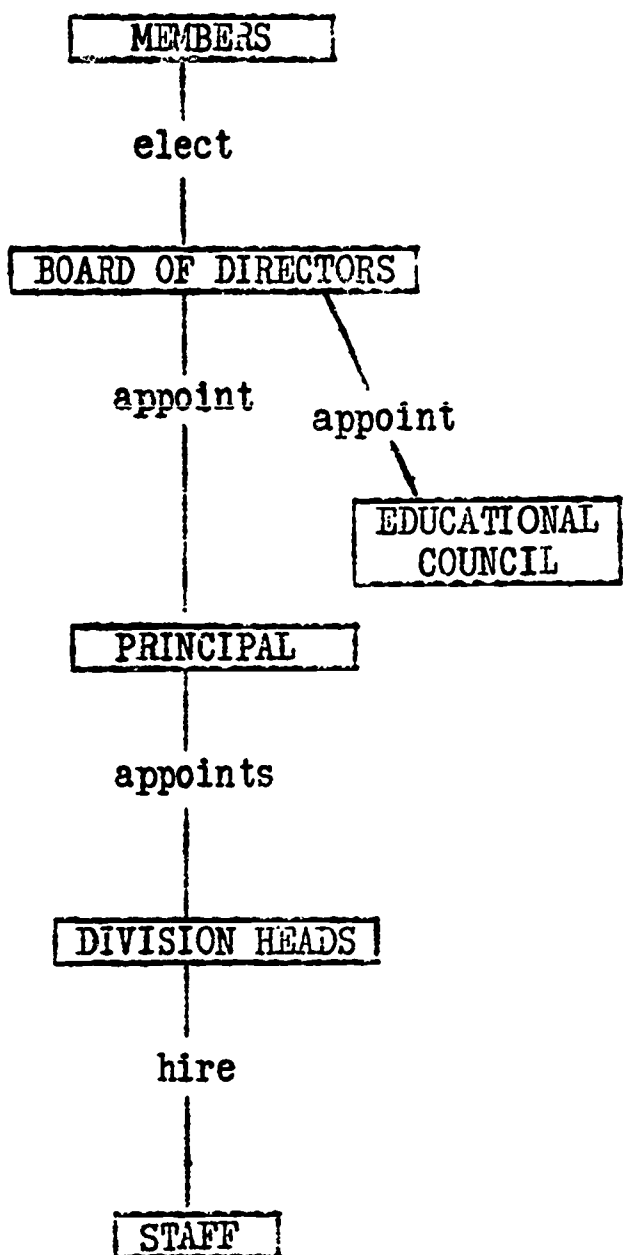 MEMBERS
elect
BOARD OF DIRECTORS
appoint
appoint
EDUCATIONAL
COUNCIL
PRINCIPAL
appoints
DIVISION HEADS
hire
STAFF